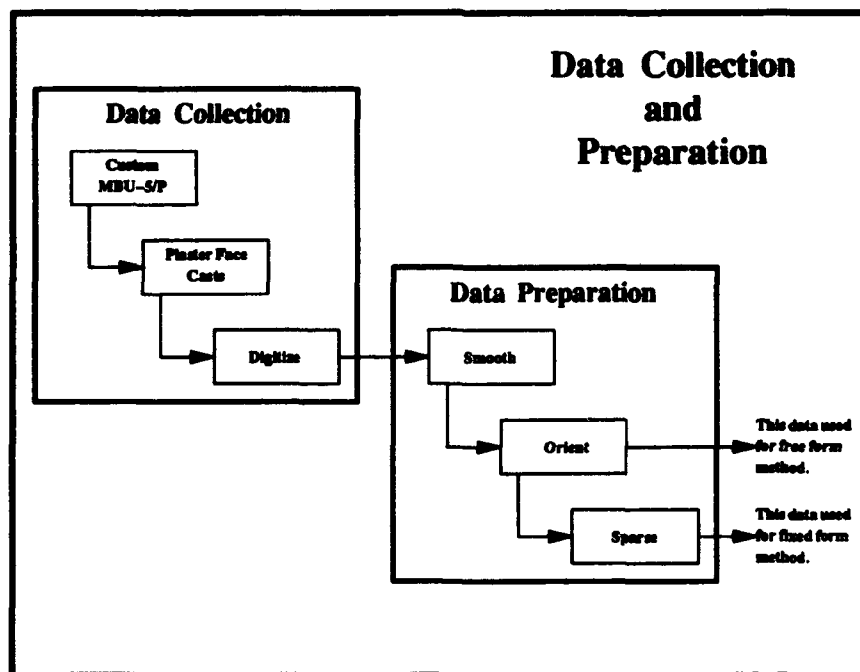 Data Collection
and
Preparation
Data Collection
Custom
MBU-5/P
Plaster Face
Casts
Digitize
Data Preparation
Smooth
Orient
Sparse
This data used
for free form
method.
This data used
for fixed form
method.